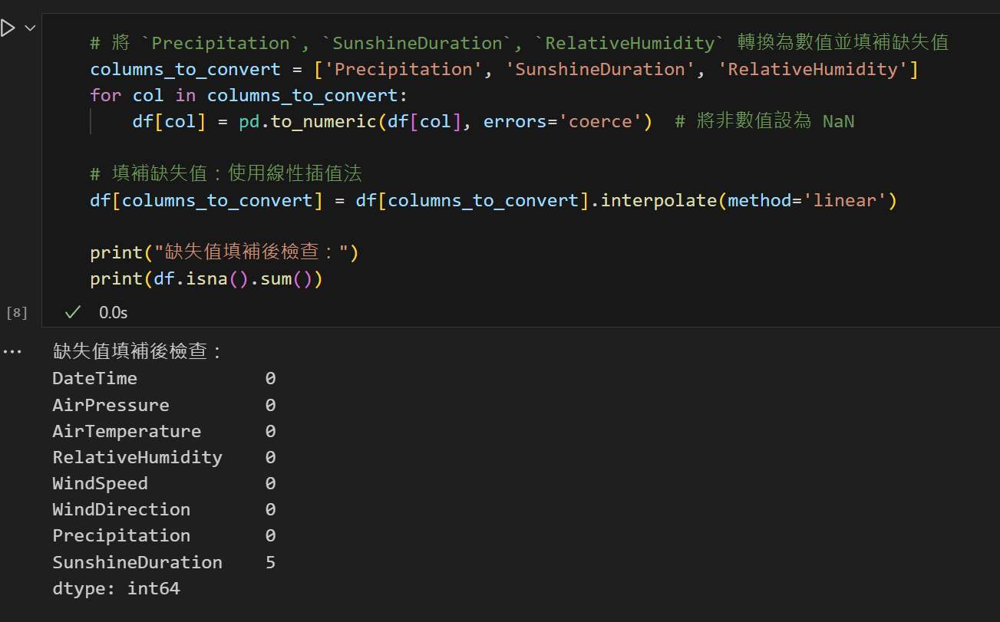 # 將 `Precipitation`, `SunshineDuration`, `RelativeHumidity` 轉換為數值並填補缺失值
columns_to_convert = ['Precipitation', 'SunshineDuration', 'RelativeHumidity']
for col in columns_to_convert:
    df[col] = pd.to_numeric(df[col], errors='coerce')  # 將非數值設為 NaN
# 填補缺失值：使用線性插值法
df[columns_to_convert] = df[columns_to_convert].interpolate(method='linear')
print("缺失值填補後檢查：")
print(df.isna().sum())
[8] 0.0s
缺失值填補後檢查：
DateTime 0
AirPressure 0
AirTemperature 0
RelativeHumidity 0
WindSpeed 0
WindDirection 0
Precipitation 0
SunshineDuration 5
dtype: int64